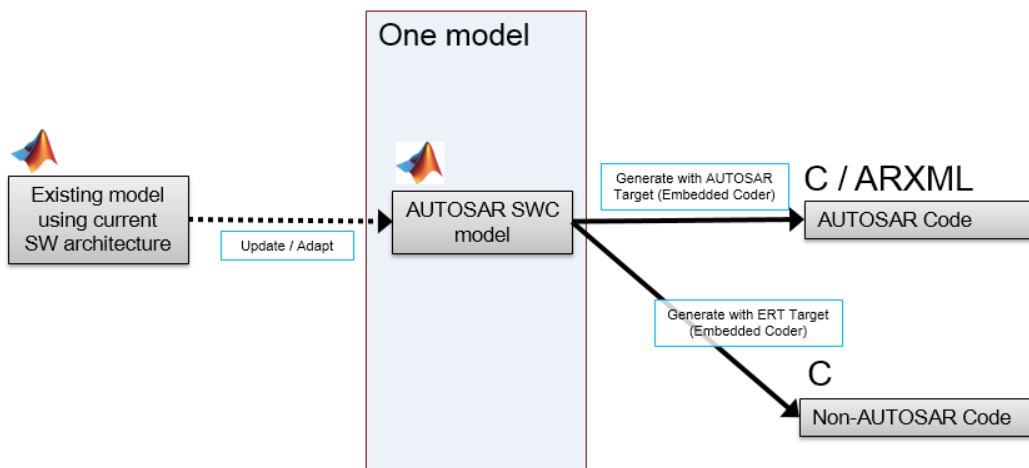 One model
Existing model
using current
SW architecture
Update / Adapt
AUTOSAR SWC
model
Generate with AUTOSAR
Target (Embedded Coder)
C / ARXML
AUTOSAR Code
Generate with ERT Target
(Embedded Coder)
C
Non-AUTOSAR Code